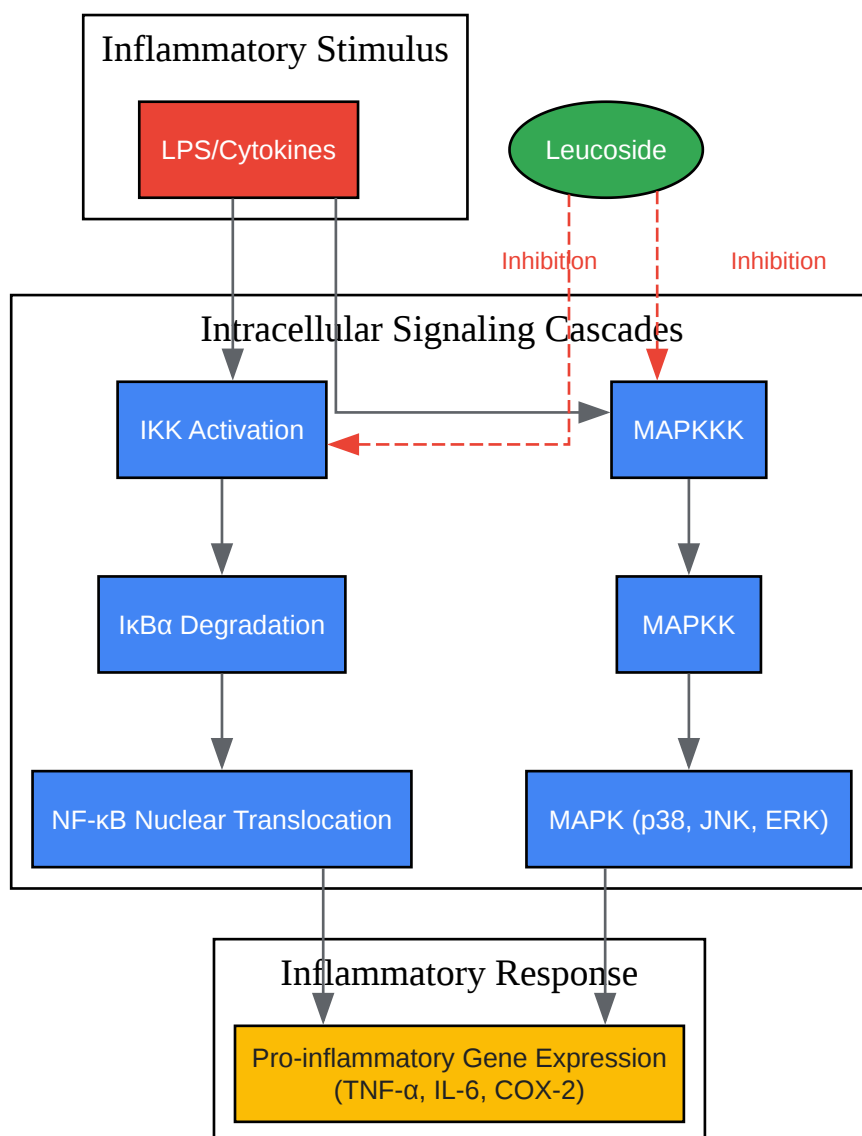 Inflammatory Stimulus
LPS/Cytokines
Leucoside
Inhibition
Inhibition
Intracellular Signaling Cascades
IKK Activation
MAPKKK
IκBα Degradation
MAPKK
NF-κB Nuclear Translocation
MAPK (p38, JNK, ERK)
Inflammatory Response
Pro-inflammatory Gene Expression
(TNF-α, IL-6, COX-2)